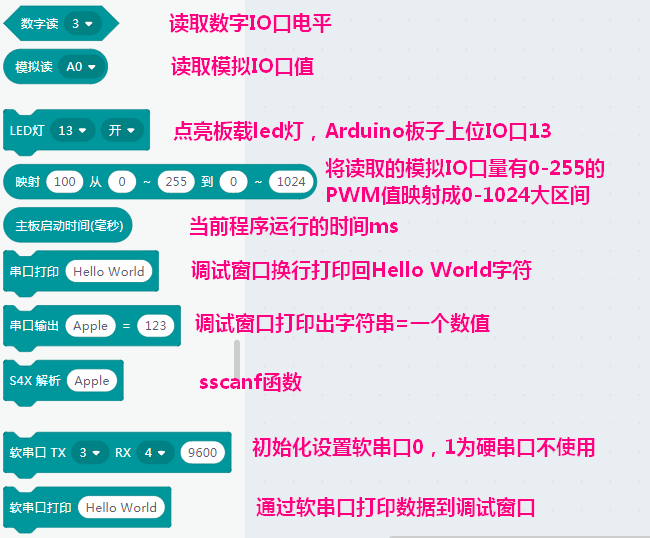 数字读 3 读取数字IO口电平
模拟读 A0 读取模拟IO口值
LED灯 13 开 点亮板载led灯，Arduino板子上位IO口13
映射 100 从 0 ~ 255 到 0 ~ 1024 将读取的模拟IO口量有0-255的
PWM值映射成0-1024大区间
主板启动时间(毫秒) 当前程序运行的时间ms
串口打印 Hello World 调试窗口换行打印回Hello World字符
串口输出 Apple = 123 调试窗口打印出字符串=一个数值
S4X 解析 Apple sscanf函数
软串口 TX 3 RX 4 9600 初始化设置软串口0，1为硬串口不使用
软串口打印 Hello World 通过软串口打印数据到调试窗口